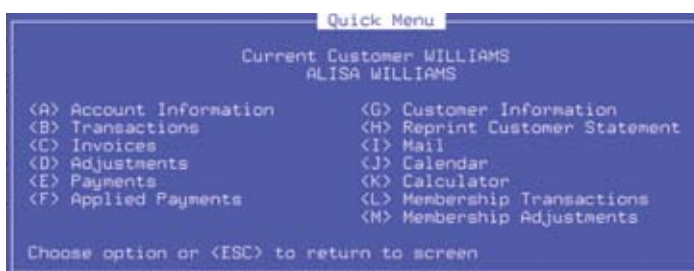 Quick Menu
Current Customer WILLIAMS
ALISA WILLIAMS
<A> Account Information
<B> Transactions
<C> Invoices
<D> Adjustments
<E> Payments
<F> Applied Payments
<G> Customer Information
<H> Reprint Customer Statement
<I> Mail
<J> Calendar
<K> Calculator
<L> Membership Transactions
<M> Membership Adjustments
Choose option or <ESC> to return to screen